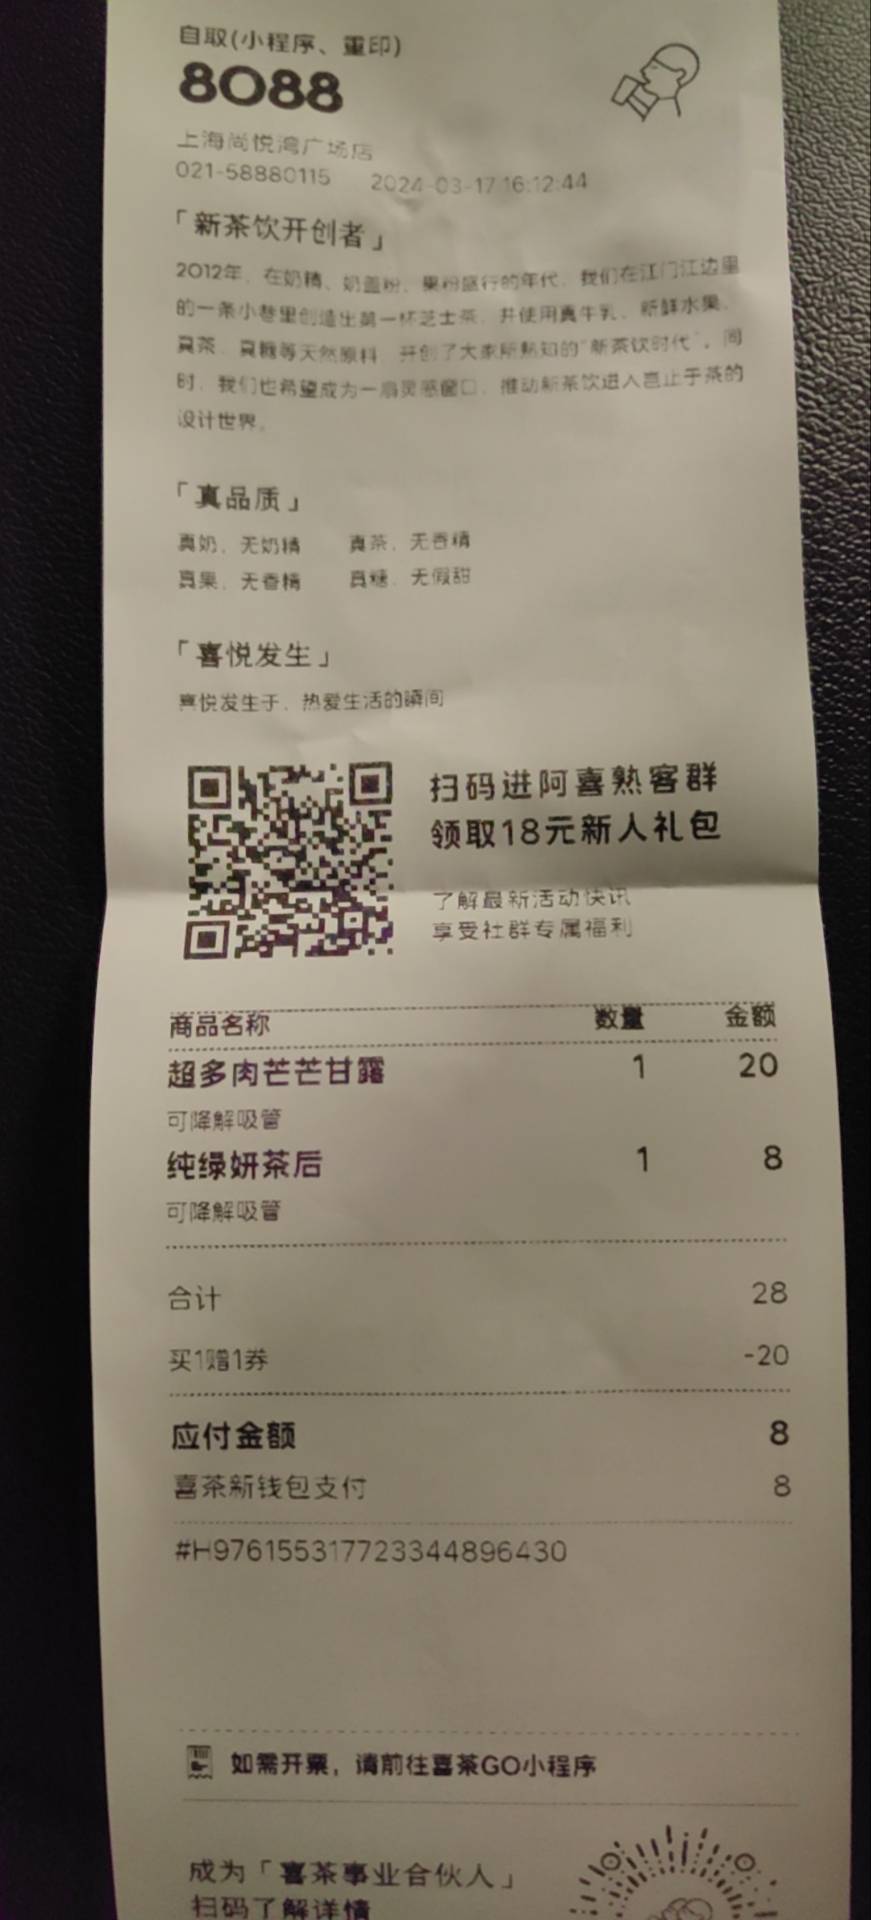 自取(小程序、重印)
8088
上海尚悦湾广场店
021-58880115 2024-03-17 16:12:44
「新茶饮开创者」
2012年，在奶精、奶盖粉、果粉盛行的年代，我们在江门江边里
的一条小巷里创造出第一杯芝士茶，并使用真牛乳、新鲜水果、
真茶、真糖等天然原料，开创了大家所熟知的“新茶饮时代”。同
时，我们也希望成为一扇灵感窗口，推动新茶饮进入岂止于茶的
设计世界。
「真品质」
真奶，无奶精 真茶，无香精
真果，无香精 真糖，无假甜
「喜悦发生」
喜悦发生于，热爱生活的瞬间
扫码进阿喜熟客群
领取18元新人礼包
了解最新活动快讯
享受社群专属福利
商品名称 数量 金额
超多肉芒芒甘露 1 20
可降解吸管
纯绿妍茶后 1 8
可降解吸管
合计 28
买1赠1券 -20
应付金额 8
喜茶新钱包支付 8
#H976155317723344896430
如需开票，请前往喜茶GO小程序
成为「喜茶事业合伙人」
扫码了解详情